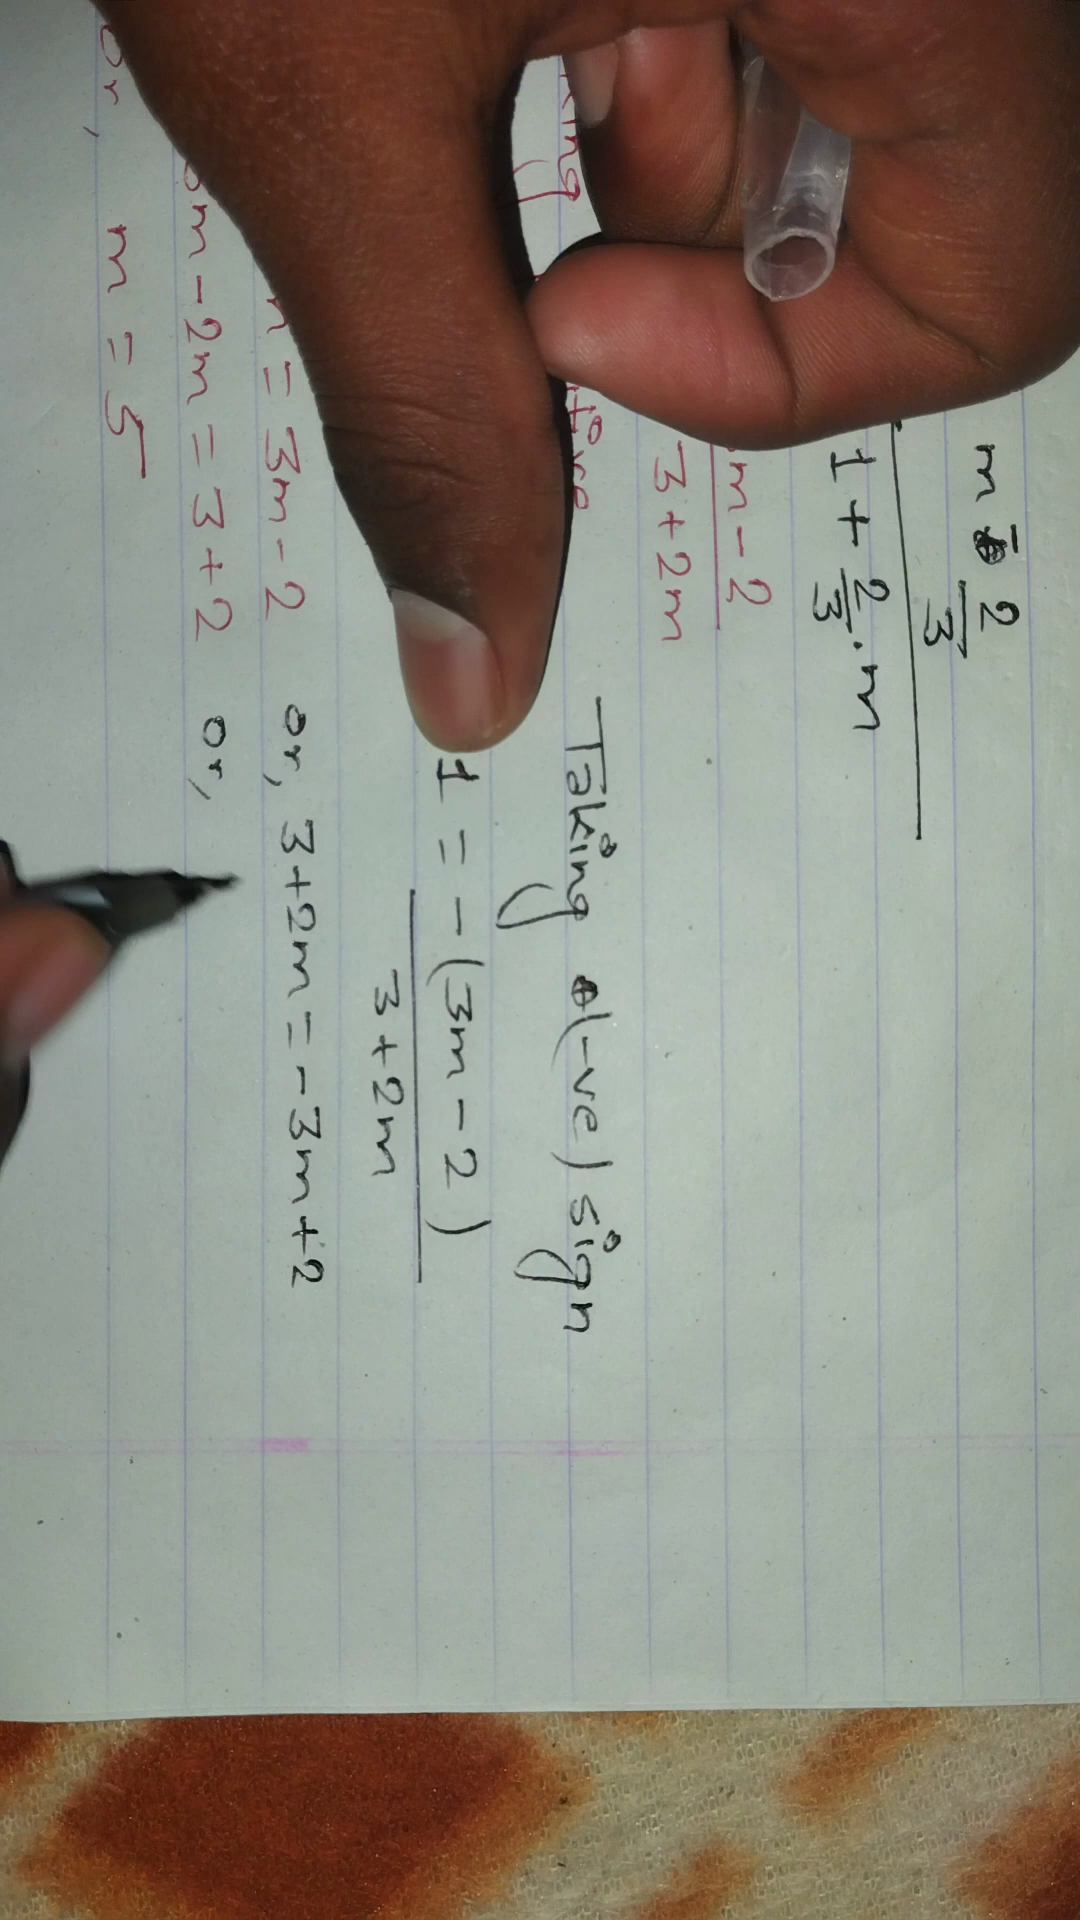 m - 2/3
1 + 2/3 . m
m - 2
3 + 2m
Taking (-ve) sign
1 = - (3m - 2)
3 + 2m
= 3m - 2 or, 3+2m = -3m+2
m - 2m = 3 + 2 or,
or, m = 5